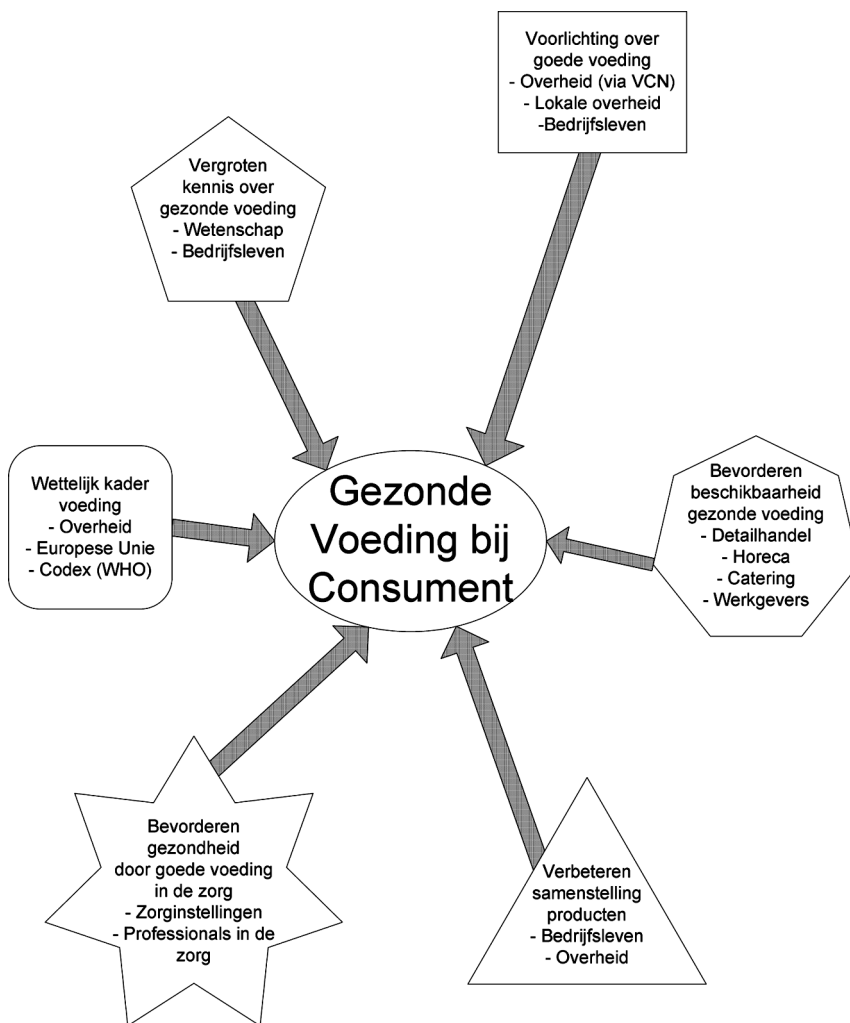 Voorlichting over
goede voeding
- Overheid (via VCN)
- Lokale overheid
-Bedrijfsleven
Vergroten
kennis over
gezonde voeding
- Wetenschap
- Bedrijfsleven
Wettelijk kader
voeding
- Overheid
- Europese Unie
- Codex (WHO)
Gezonde
Voeding bij
Consument
Bevorderen
beschikbaarheid
gezonde voeding
- Detailhandel
- Horeca
- Catering
- Werkgevers
Bevorderen
gezondheid
door goede voeding
in de zorg
- Zorginstellingen
- Professionals in de
zorg
Verbeteren
samenstelling
producten
- Bedrijfsleven
- Overheid